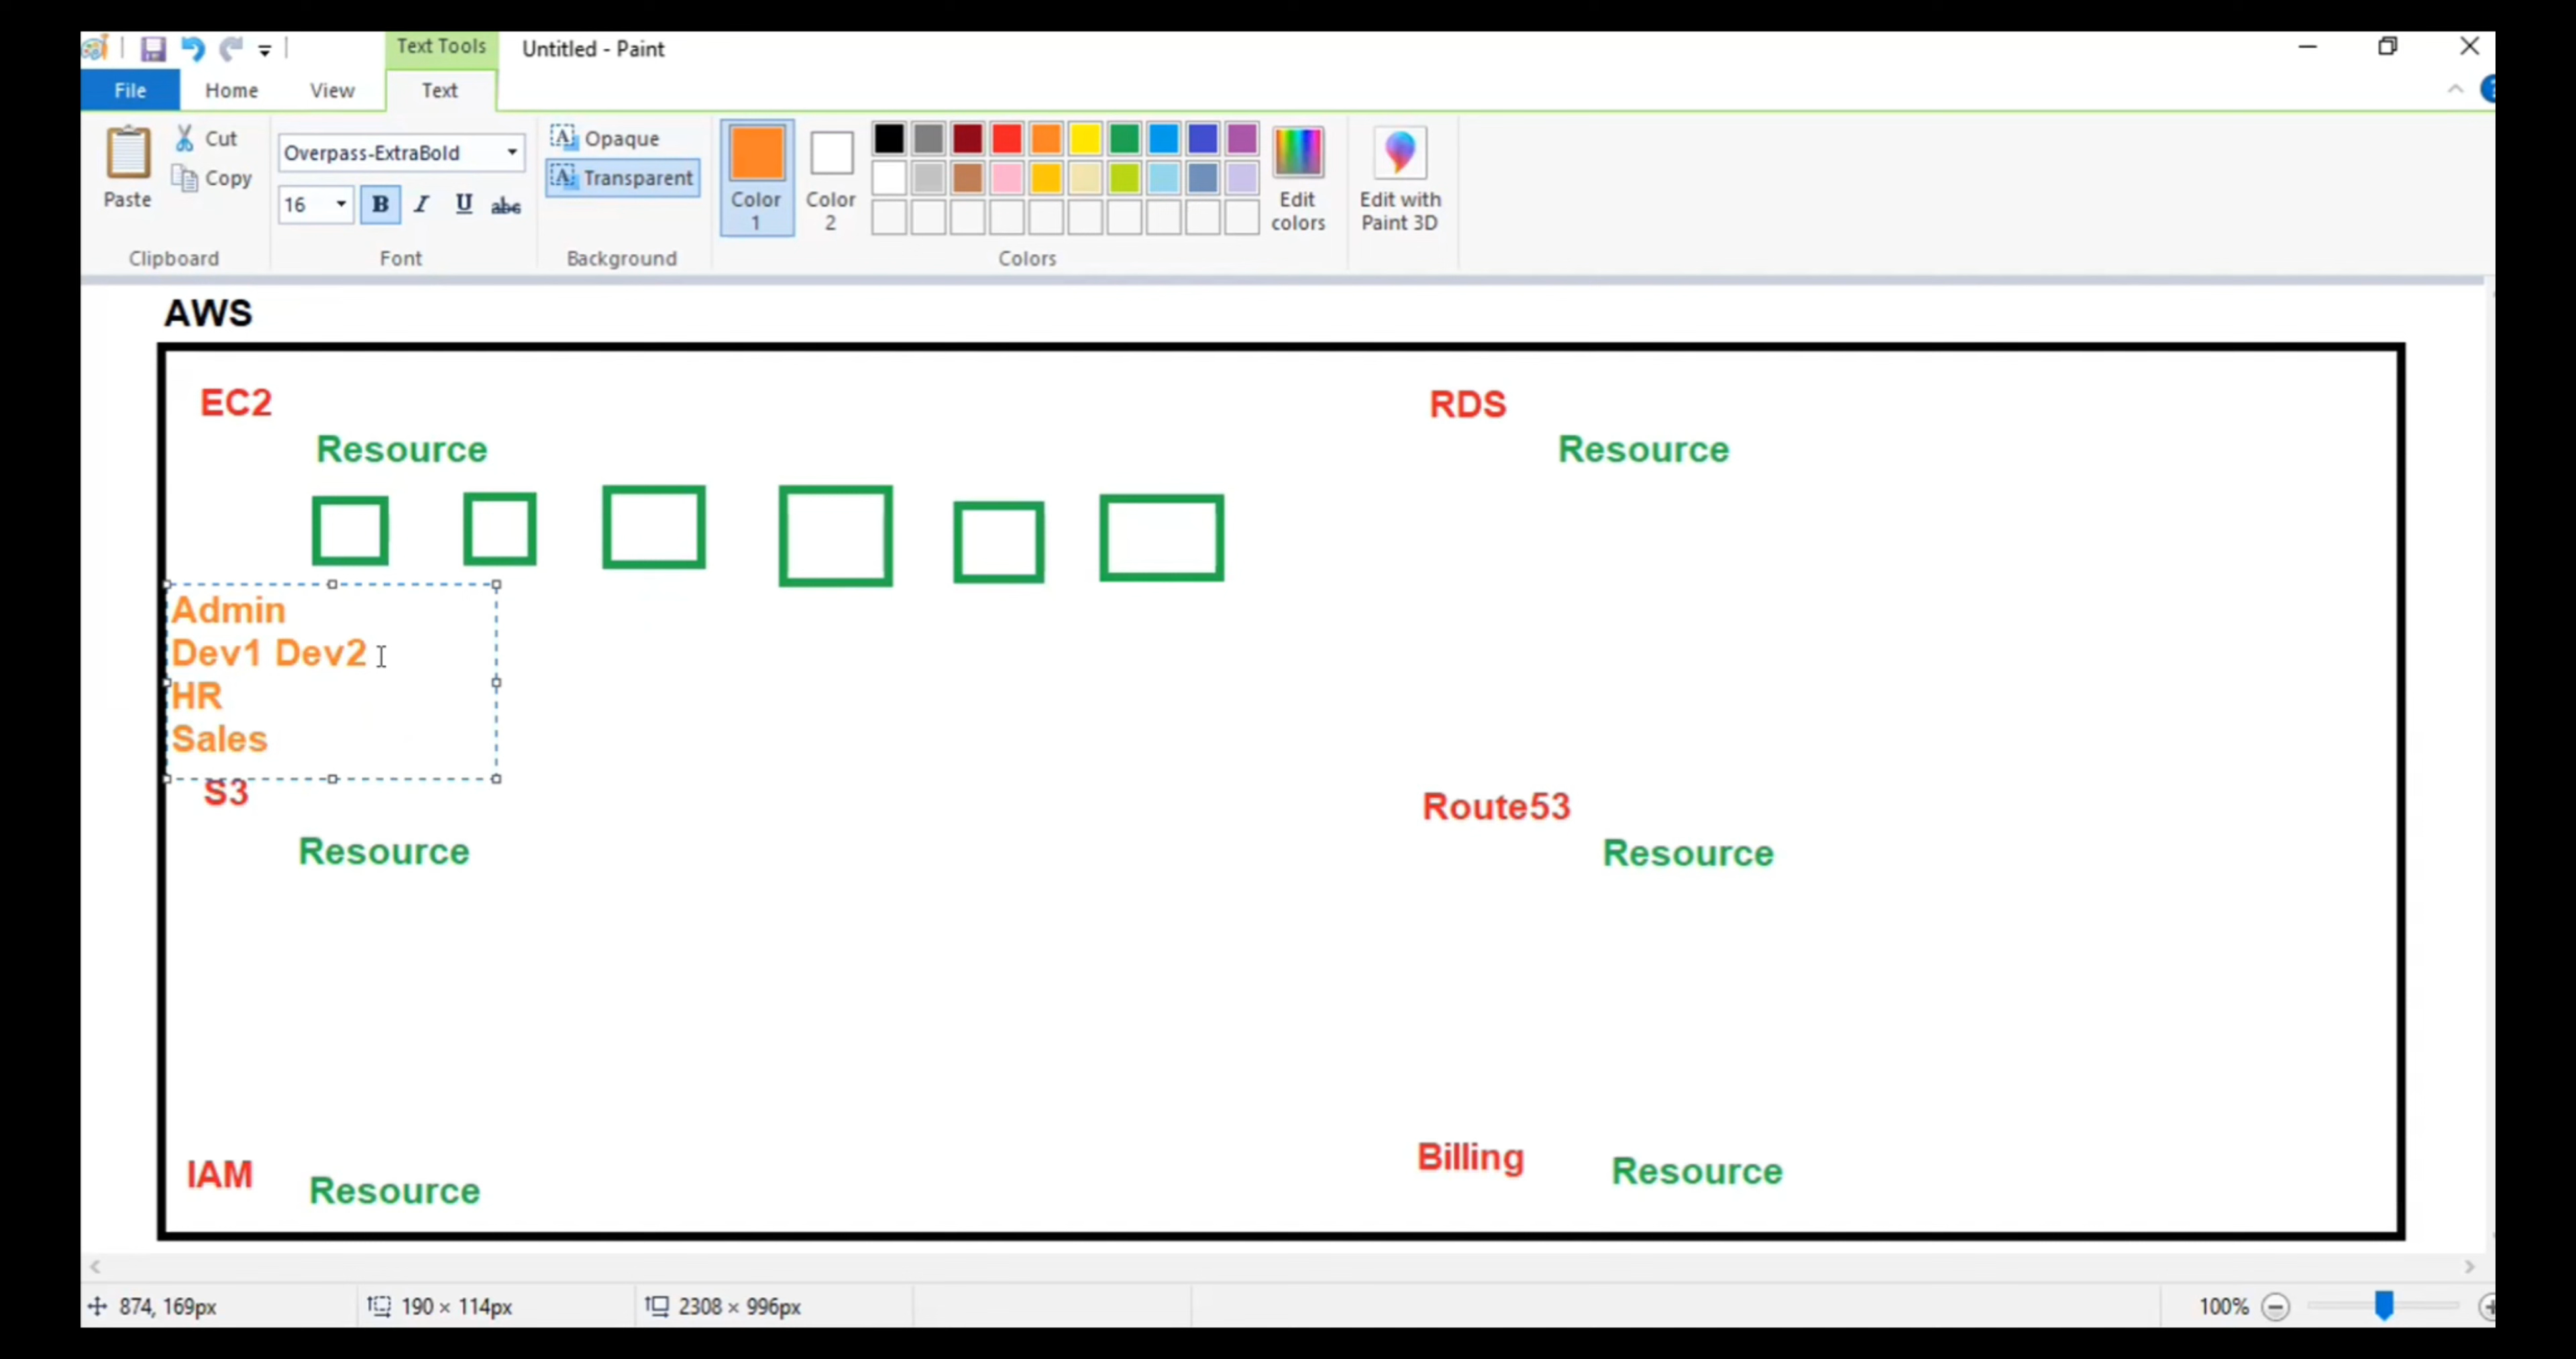 Text Tools
Untitled - Paint
File
Home
View
Text
Paste
Cut
Copy
Clipboard
Overpass-ExtraBold
16
B
I
U
abc
Font
A Opaque
A Transparent
Background
Color 1
Color 2
Edit colors
Colors
Edit with Paint 3D
AWS
EC2
Resource
RDS
Resource
Admin
Dev1 Dev2
HR
Sales
S3
Resource
Route53
Resource
IAM
Resource
Billing
Resource
874, 169px
190 × 114px
2308 × 996px
100%